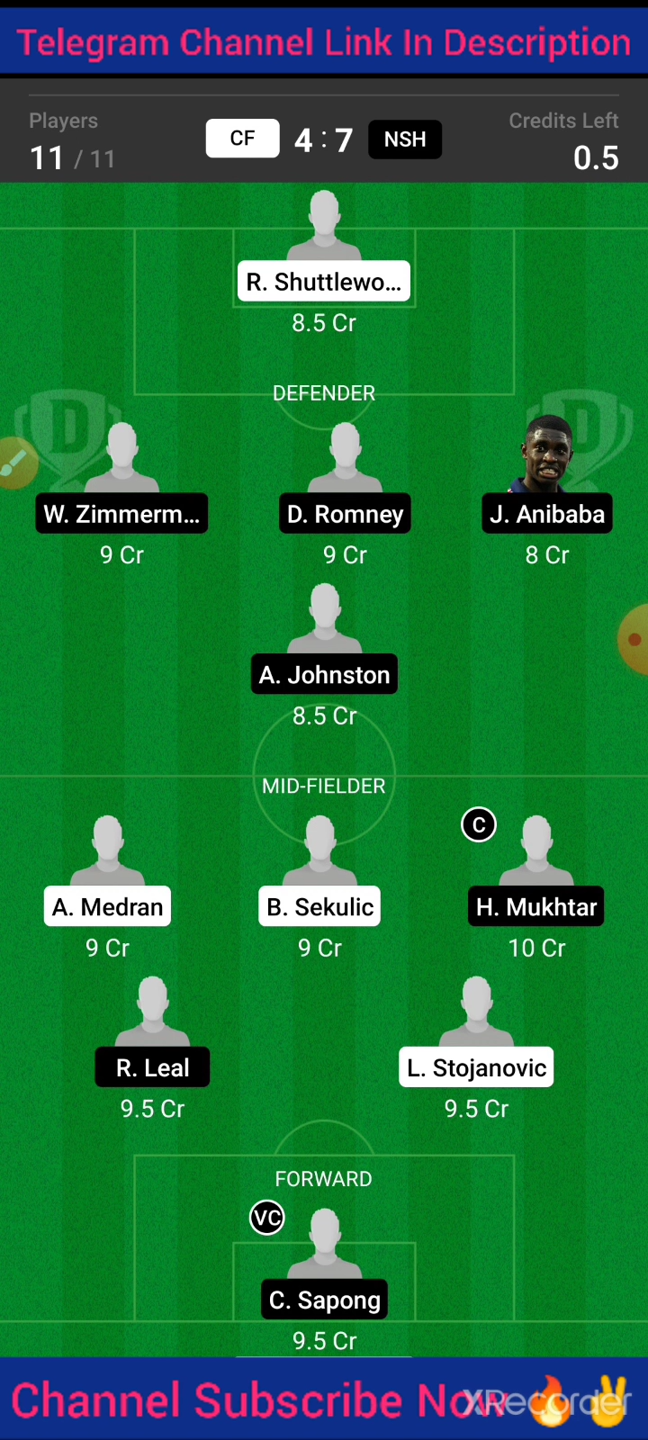 Telegram Channel Link In Description
Players
Credits Left
11 / 11
CF 4 : 7 NSH
0.5
R. Shuttlewo...
8.5 Cr
DEFENDER
W. Zimmerm... D. Romney J. Anibaba
9 Cr 9 Cr 8 Cr
A. Johnston
8.5 Cr
MID-FIELDER
C
A. Medran B. Sekulic H. Mukhtar
9 Cr 9 Cr 10 Cr
R. Leal L. Stojanovic
9.5 Cr 9.5 Cr
FORWARD
VC
C. Sapong
9.5 Cr
Channel Subscribe Now 🔥✌
XRecorder